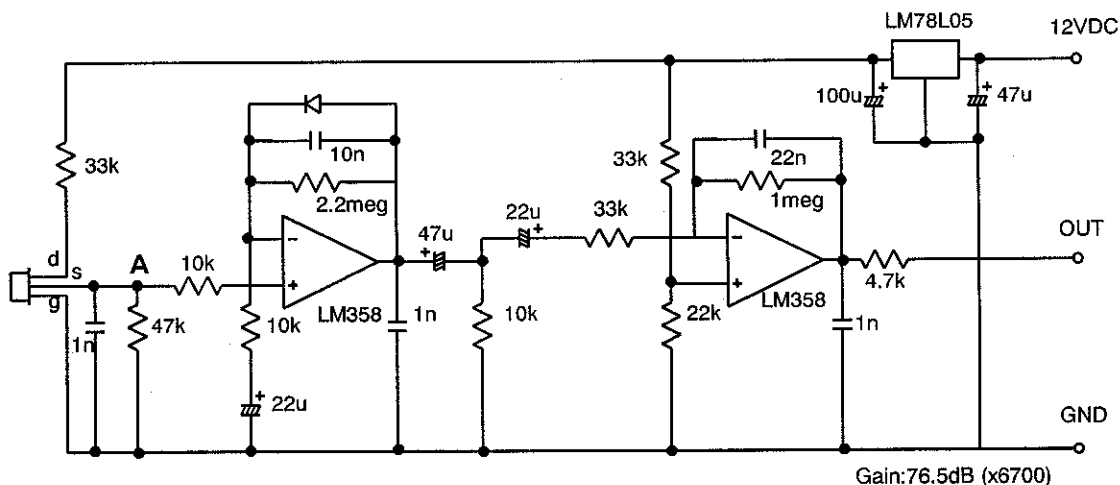 LM78L05
12VDC
100u
+
+
47u
33k
10n
2.2meg
33k
22n
1meg
d
s
g
A
10k
47u
+
22u
+
33k
−
+
LM358
−
+
LM358
OUT
4.7k
1n
47k
10k
1n
10k
22k
1n
+
22u
GND
Gain:76.5dB (x6700)